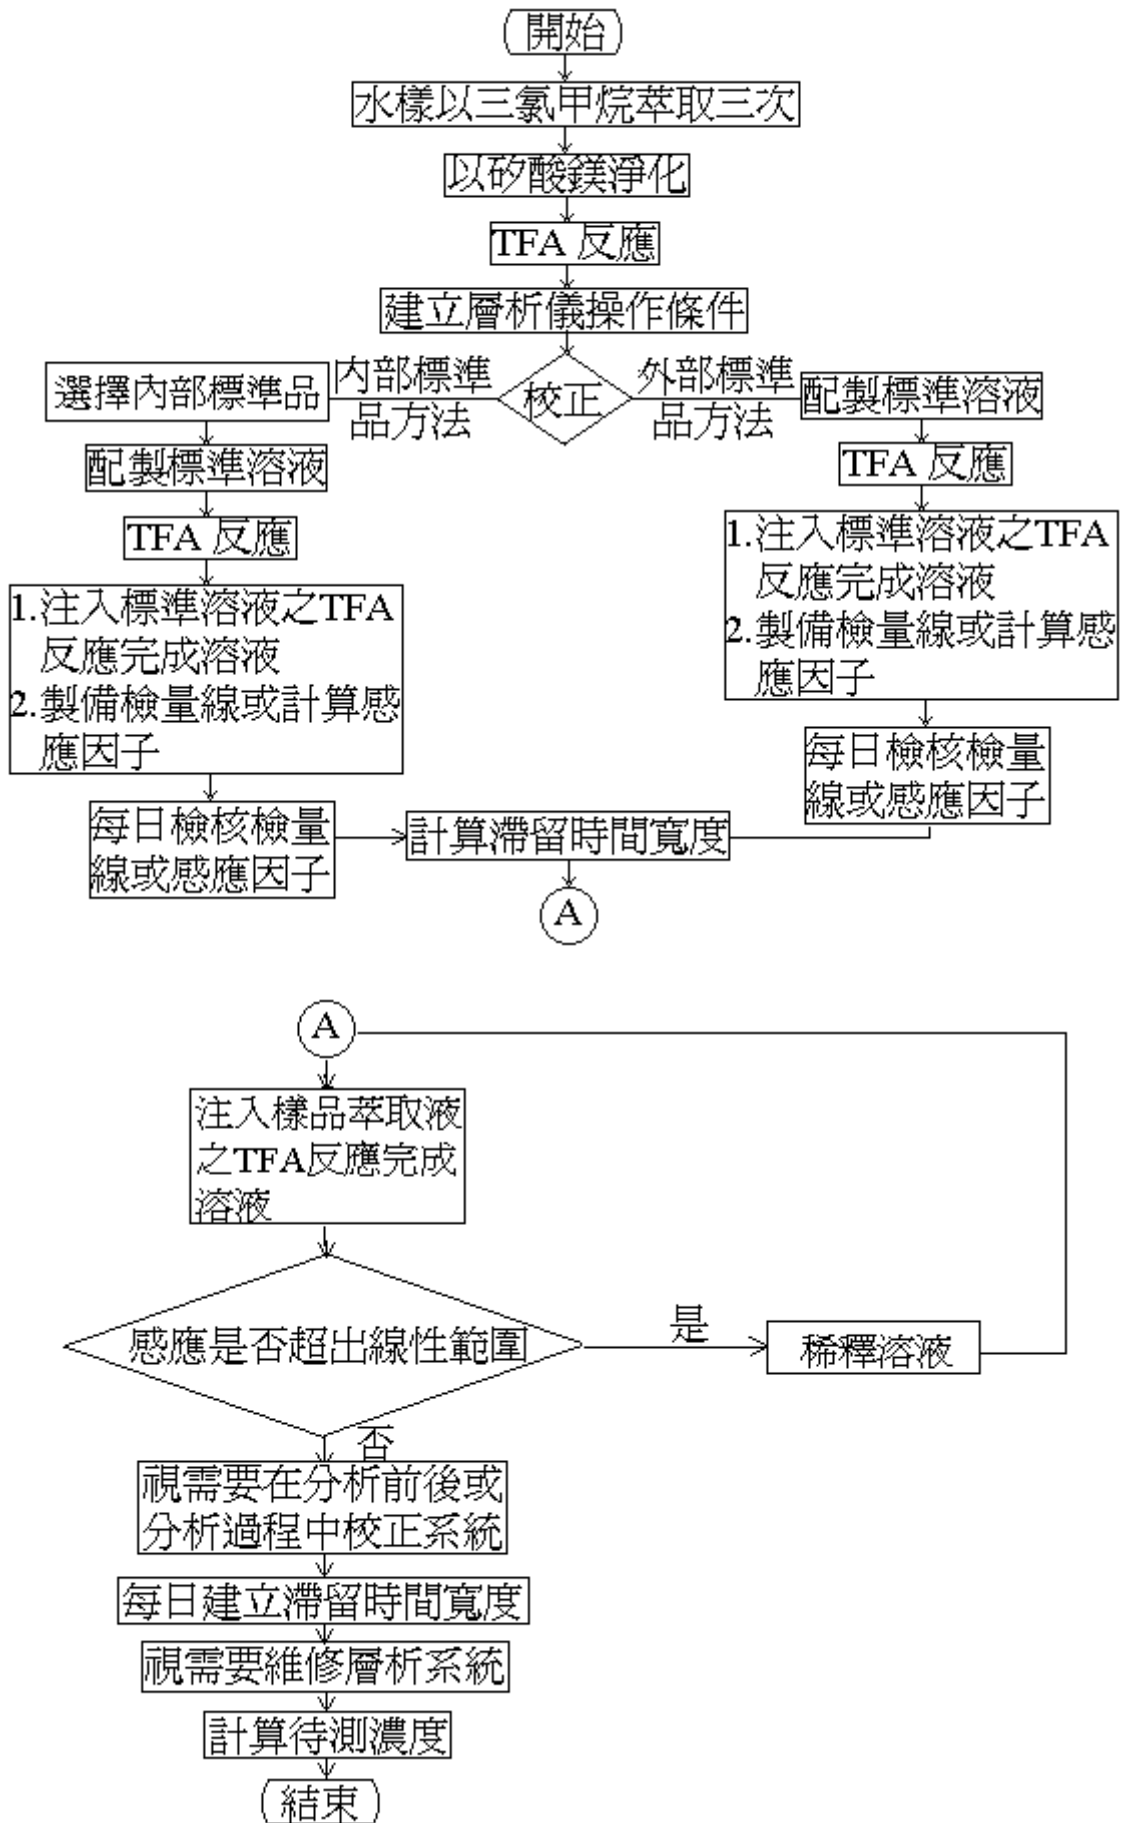 開始
水樣以三氯甲烷萃取三次
以矽酸鎂淨化
TFA 反應
建立層析儀操作條件
校正
內部標準
品方法
選擇內部標準品
配製標準溶液
TFA 反應
1.注入標準溶液之TFA
反應完成溶液
2.製備檢量線或計算感
應因子
每日檢核檢量
線或感應因子
外部標準
品方法
配製標準溶液
TFA 反應
1.注入標準溶液之TFA
反應完成溶液
2.製備檢量線或計算感
應因子
每日檢核檢量
線或感應因子
計算滯留時間寬度
A
A
注入樣品萃取液
之TFA反應完成
溶液
感應是否超出線性範圍
是
稀釋溶液
否
視需要在分析前後或
分析過程中校正系統
每日建立滯留時間寬度
視需要維修層析系統
計算待測濃度
結束